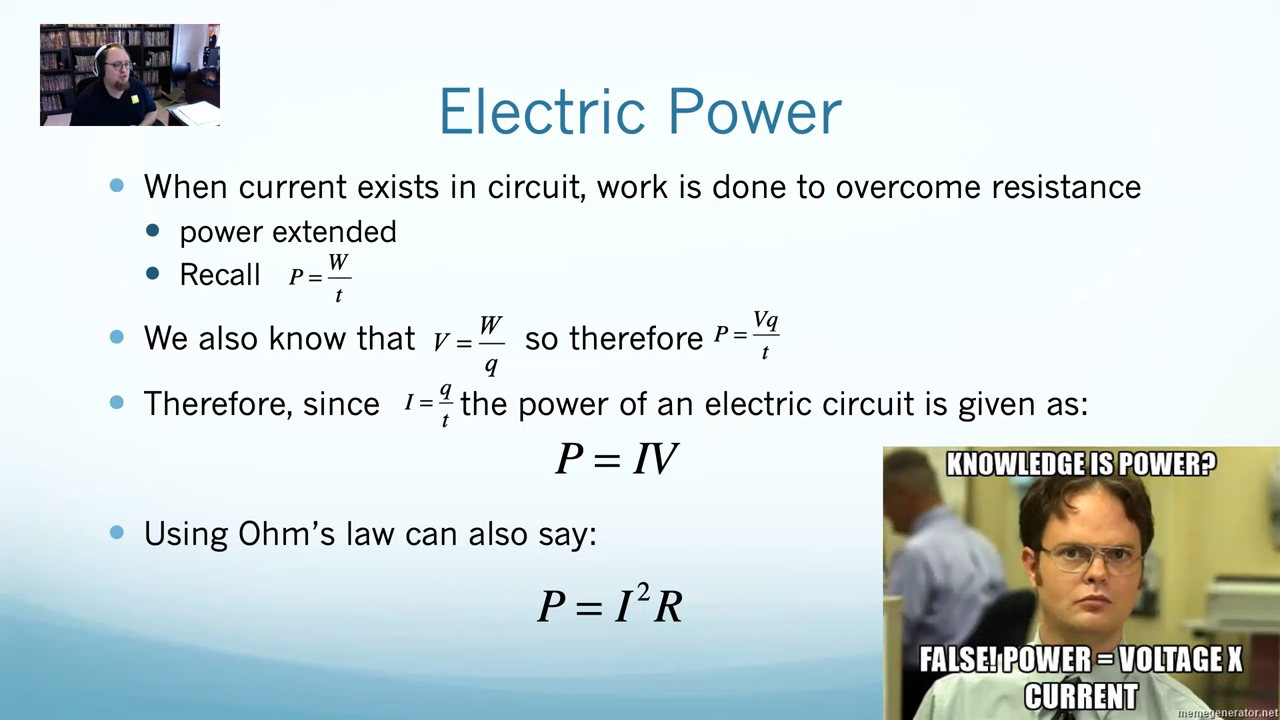 Electric Power
When current exists in circuit, work is done to overcome resistance
power extended
Recall P = W/t
We also know that V = W/q so therefore P = Vq/t
Therefore, since I = q/t the power of an electric circuit is given as:
P = IV
Using Ohm's law can also say:
P = I²R
KNOWLEDGE IS POWER?
FALSE! POWER = VOLTAGE X
CURRENT
memegenerator.net